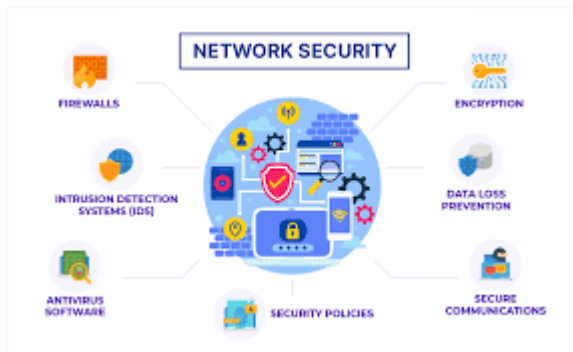 NETWORK SECURITY
FIREWALLS
ENCRYPTION
INTRUSION DETECTION
SYSTEMS (IDS)
DATA LOSS
PREVENTION
ANTIVIRUS
SOFTWARE
SECURITY POLICIES
SECURE
COMMUNICATIONS